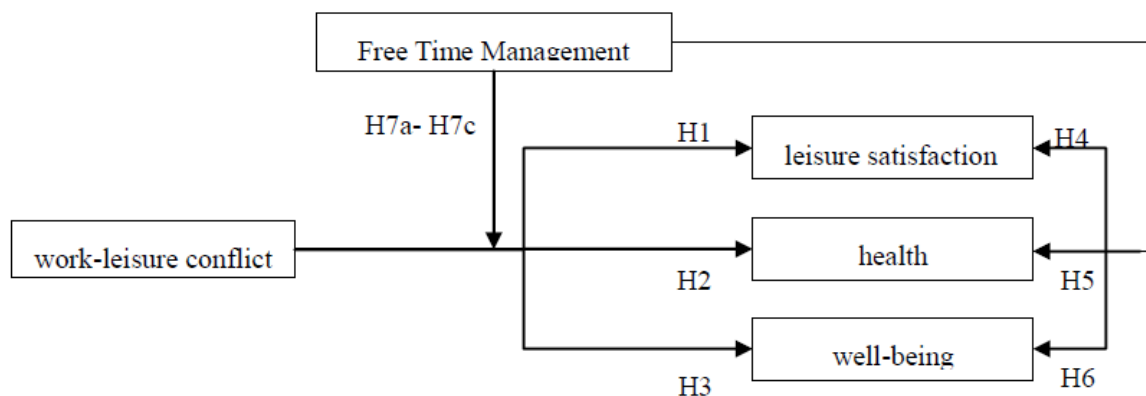 Free Time Management
H7a- H7c
H1
leisure satisfaction
H4
work-leisure conflict
health
H2
H5
well-being
H3
H6